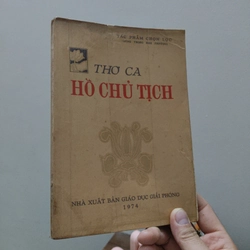 THƠ CA
HỒ CHỦ TỊCH
NHÀ XUẤT BẢN GIÁO DỤC GIẢI PHÓNG
1974